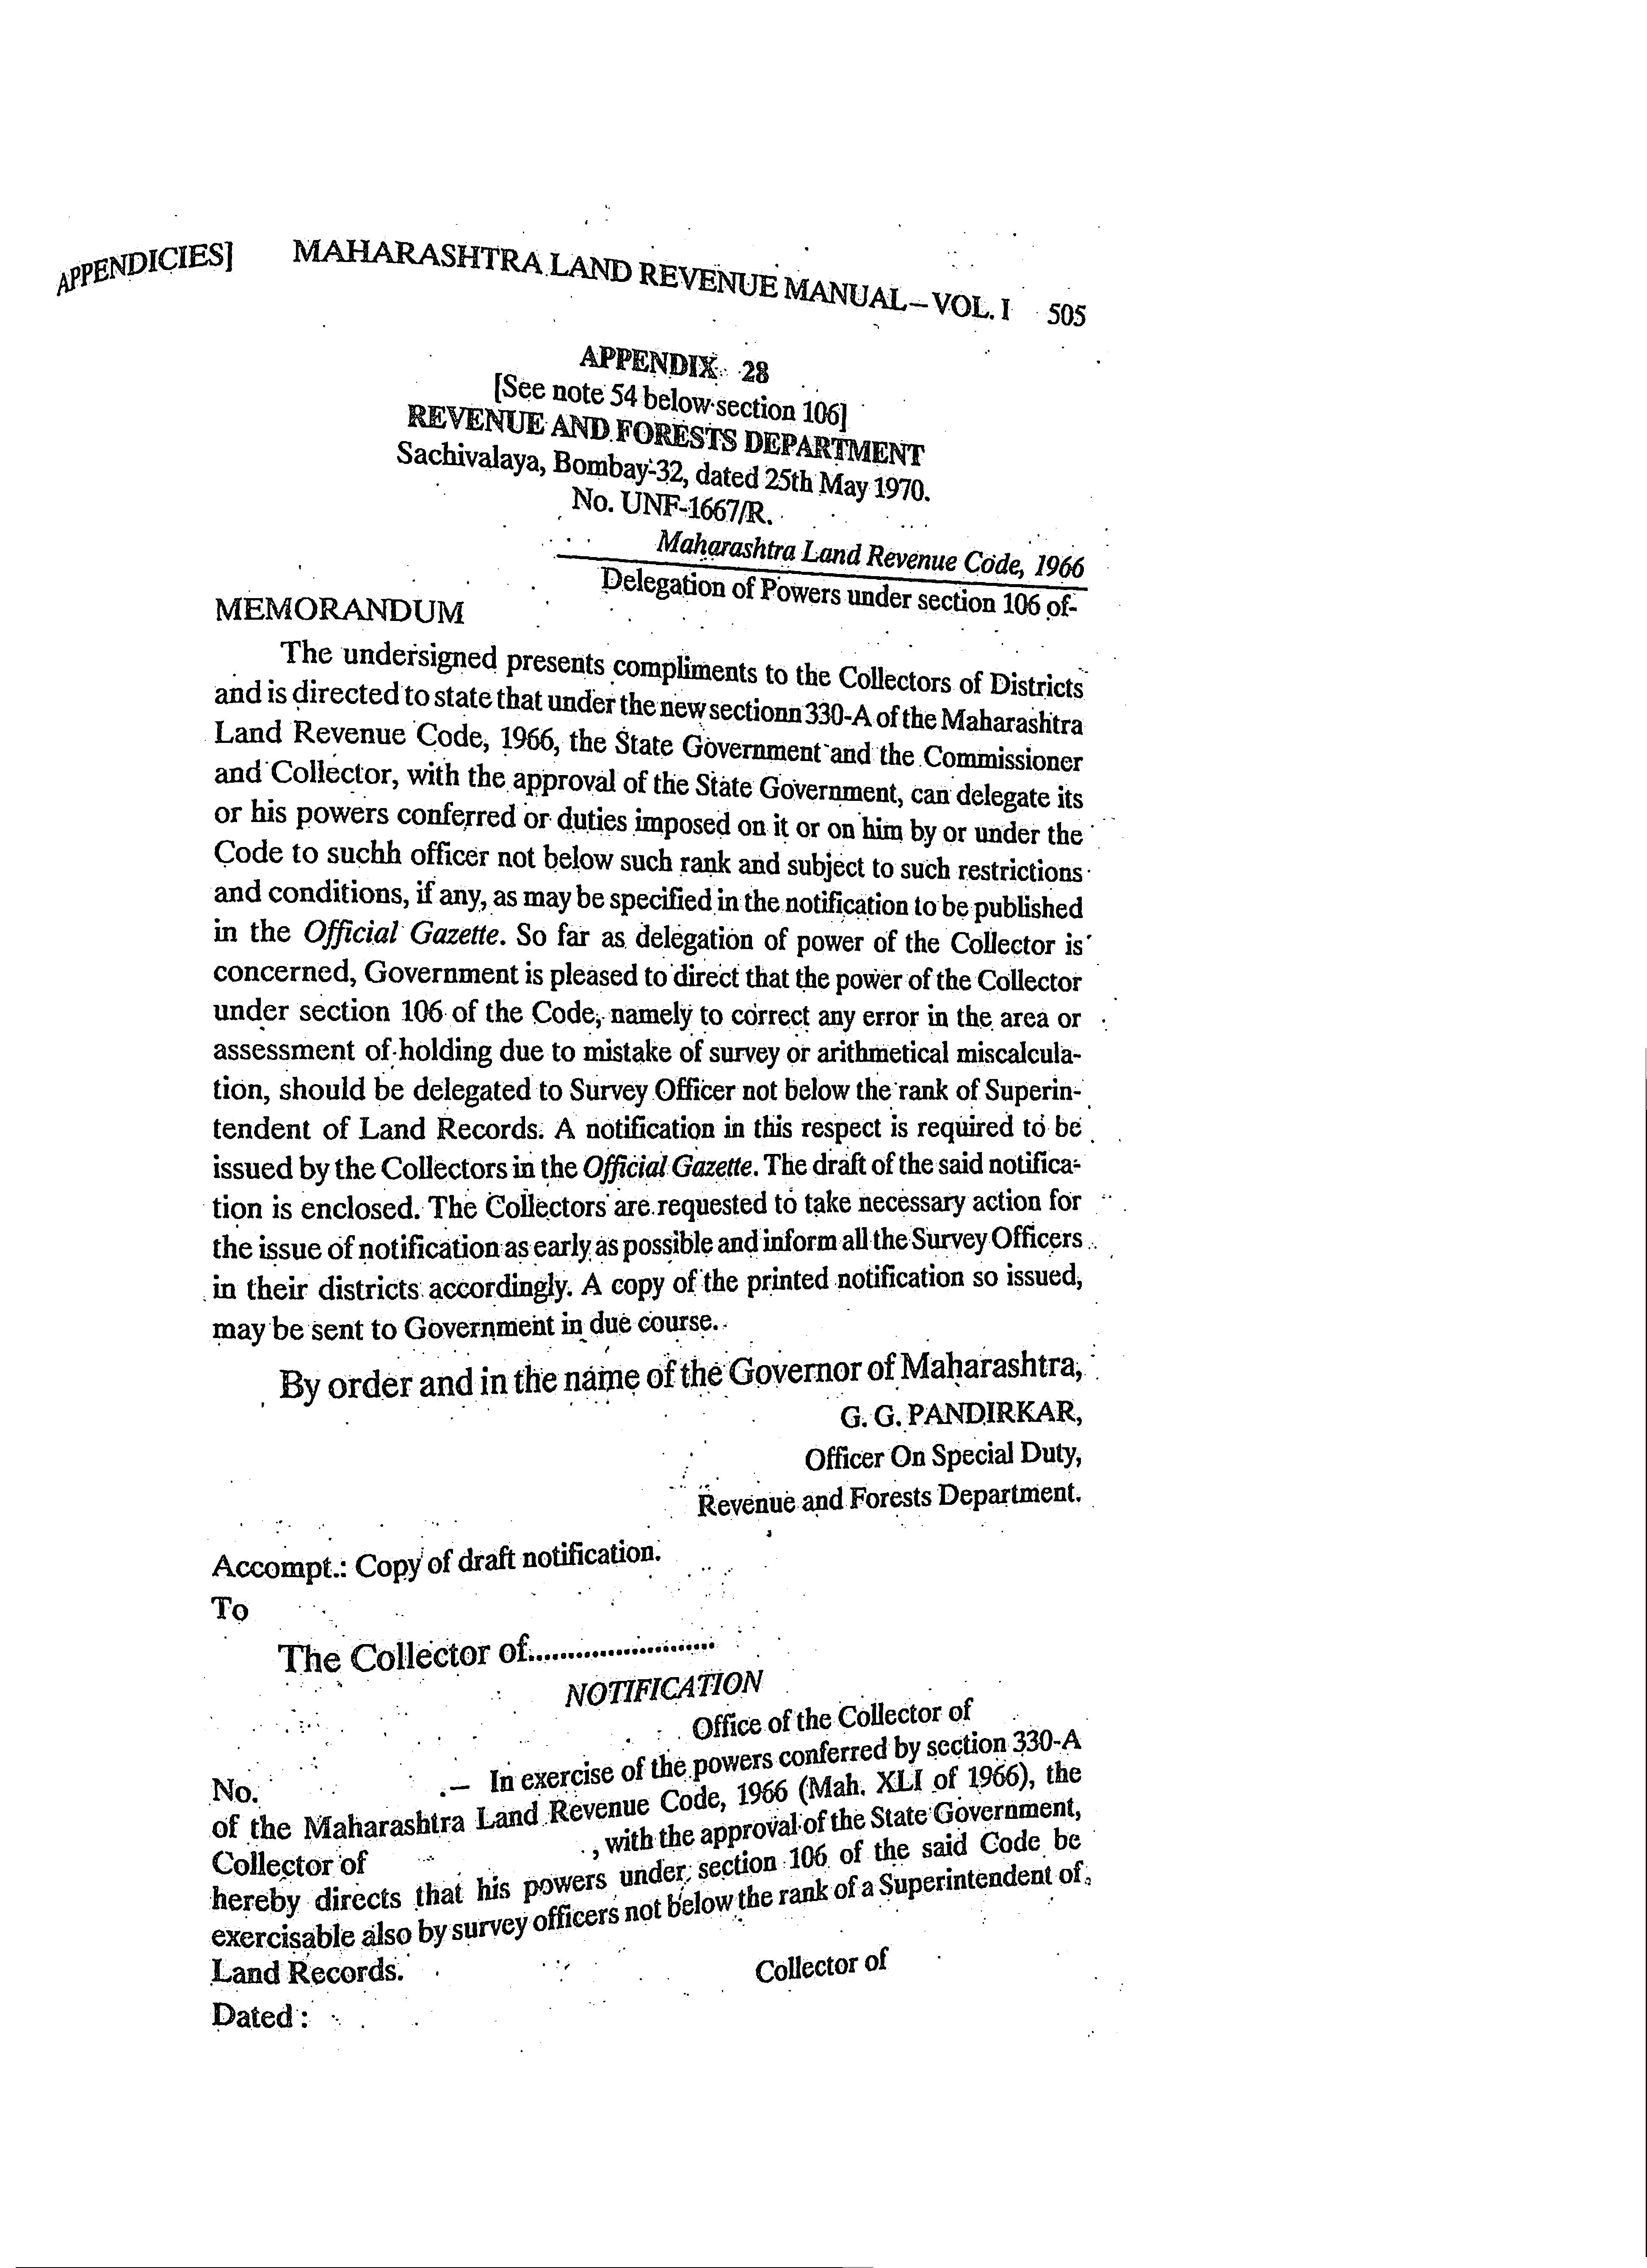 APPENDICIES] MAHARASHTRA LAND REVENUE MANUAL – VOL. I 505
APPENDIX 28
[See note 54 below section 106]
REVENUE AND FORESTS DEPARTMENT
Sachivalaya, Bombay-32, dated 25th May 1970.
No. UNF-1667/R.
Maharashtra Land Revenue Code, 1966
Delegation of Powers under section 106 of-
MEMORANDUM
The undersigned presents compliments to the Collectors of Districts
and is directed to state that under the new sectionn 330-A of the Maharashtra
Land Revenue Code, 1966, the State Government and the Commissioner
and Collector, with the approval of the State Government, can delegate its
or his powers conferred or duties imposed on it or on him by or under the
Code to suchh officer not below such rank and subject to such restrictions
and conditions, if any, as may be specified in the notification to be published
in the Official Gazette. So far as delegation of power of the Collector is
concerned, Government is pleased to direct that the power of the Collector
under section 106 of the Code, namely to correct any error in the area or
assessment of holding due to mistake of survey or arithmetical miscalcula-
tion, should be delegated to Survey Officer not below the rank of Superin-
tendent of Land Records. A notification in this respect is required to be
issued by the Collectors in the Official Gazette. The draft of the said notifica-
tion is enclosed. The Collectors are requested to take necessary action for
the issue of notification as early as possible and inform all the Survey Officers
in their districts accordingly. A copy of the printed notification so issued,
may be sent to Government in due course.
By order and in the name of the Governor of Maharashtra,
G. G. PANDIRKAR,
Officer On Special Duty,
Revenue and Forests Department.
Accompt.: Copy of draft notification.
To
The Collector of.......................
NOTIFICATION
Office of the Collector of
No. .– In exercise of the powers conferred by section 330-A
of the Maharashtra Land Revenue Code, 1966 (Mah. XLI of 1966), the
Collector of , with the approval of the State Government,
hereby directs that his powers under section 106 of the said Code be
exercisable also by survey officers not below the rank of a Superintendent of
Land Records.
Collector of
Dated :